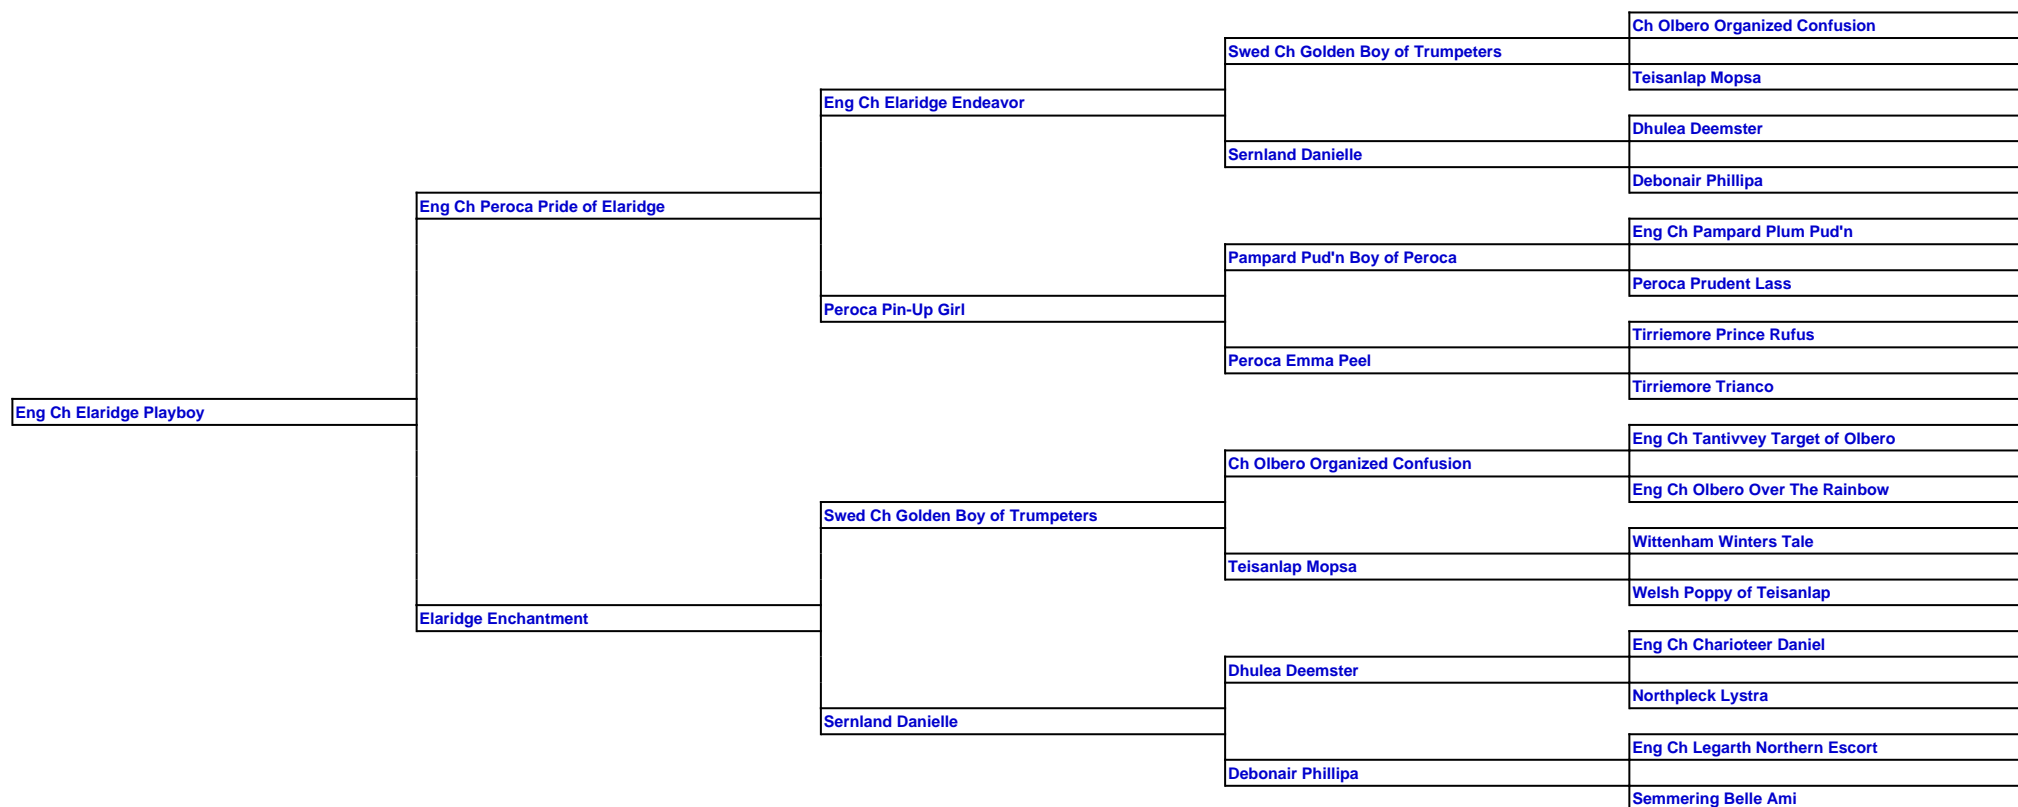 Ch Olbero Organized Confusion
Swed Ch Golden Boy of Trumpeters
Teisanlap Mopsa
Eng Ch Elaridge Endeavor
Dhulea Deemster
Sernland Danielle
Debonair Phillipa
Eng Ch Peroca Pride of Elaridge
Eng Ch Pampard Plum Pud'n
Pampard Pud'n Boy of Peroca
Peroca Prudent Lass
Peroca Pin-Up Girl
Tirriemore Prince Rufus
Peroca Emma Peel
Tirriemore Trianco
Eng Ch Elaridge Playboy
Eng Ch Tantivvey Target of Olbero
Ch Olbero Organized Confusion
Eng Ch Olbero Over The Rainbow
Swed Ch Golden Boy of Trumpeters
Wittenham Winters Tale
Teisanlap Mopsa
Welsh Poppy of Teisanlap
Elaridge Enchantment
Eng Ch Charioteer Daniel
Dhulea Deemster
Northpleck Lystra
Sernland Danielle
Eng Ch Legarth Northern Escort
Debonair Phillipa
Semmering Belle Ami